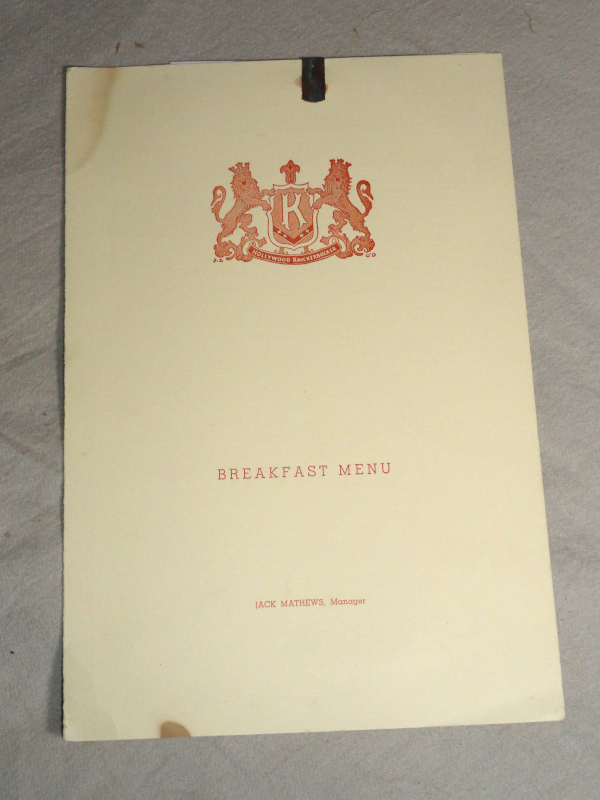 K
HOLLYWOOD KNICKERBOCKER
BREAKFAST MENU
JACK MATHEWS, Manager